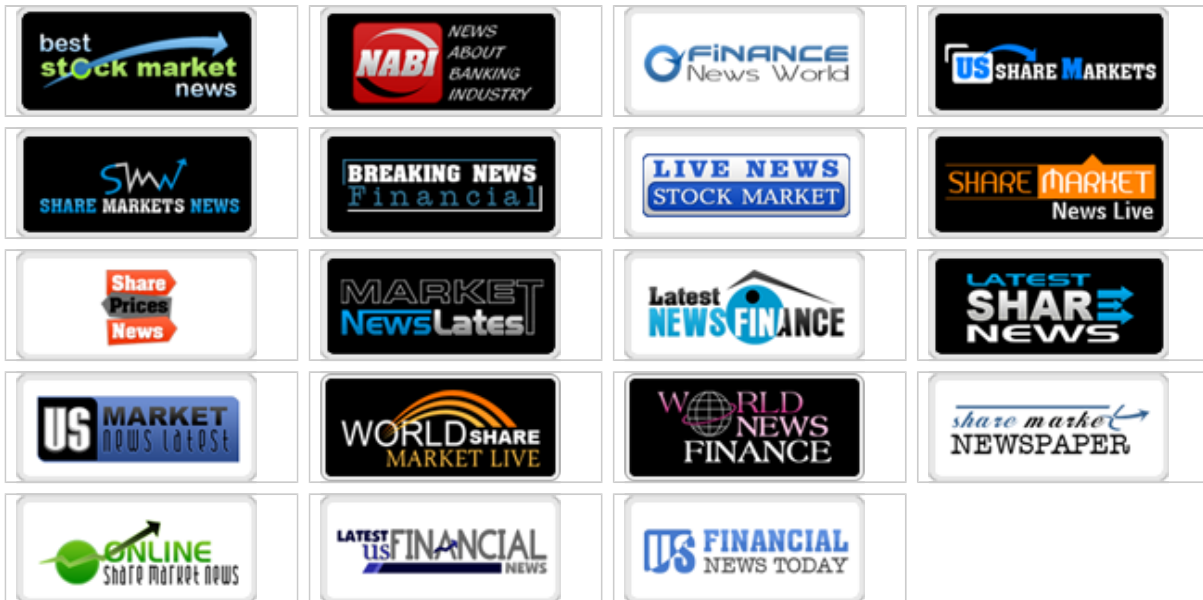 best
stock market
news
NABI
NEWS
ABOUT
BANKING
INDUSTRY
FiNANCE
News World
US SHARE MARKETS
SMN
SHARE MARKETS NEWS
BREAKING NEWS
Financial
LIVE NEWS
STOCK MARKET
SHARE MARKET
News Live
Share
Prices
News
MARKET
NewsLatest
Latest
NEWS FINANCE
LATEST
SHARE
NEWS
US MARKET
news latest
WORLD SHARE
MARKET LIVE
WORLD
NEWS
FINANCE
share market
NEWSPAPER
ONLINE
share market news
LATEST
us FINANCIAL
NEWS
US FINANCIAL
NEWS TODAY